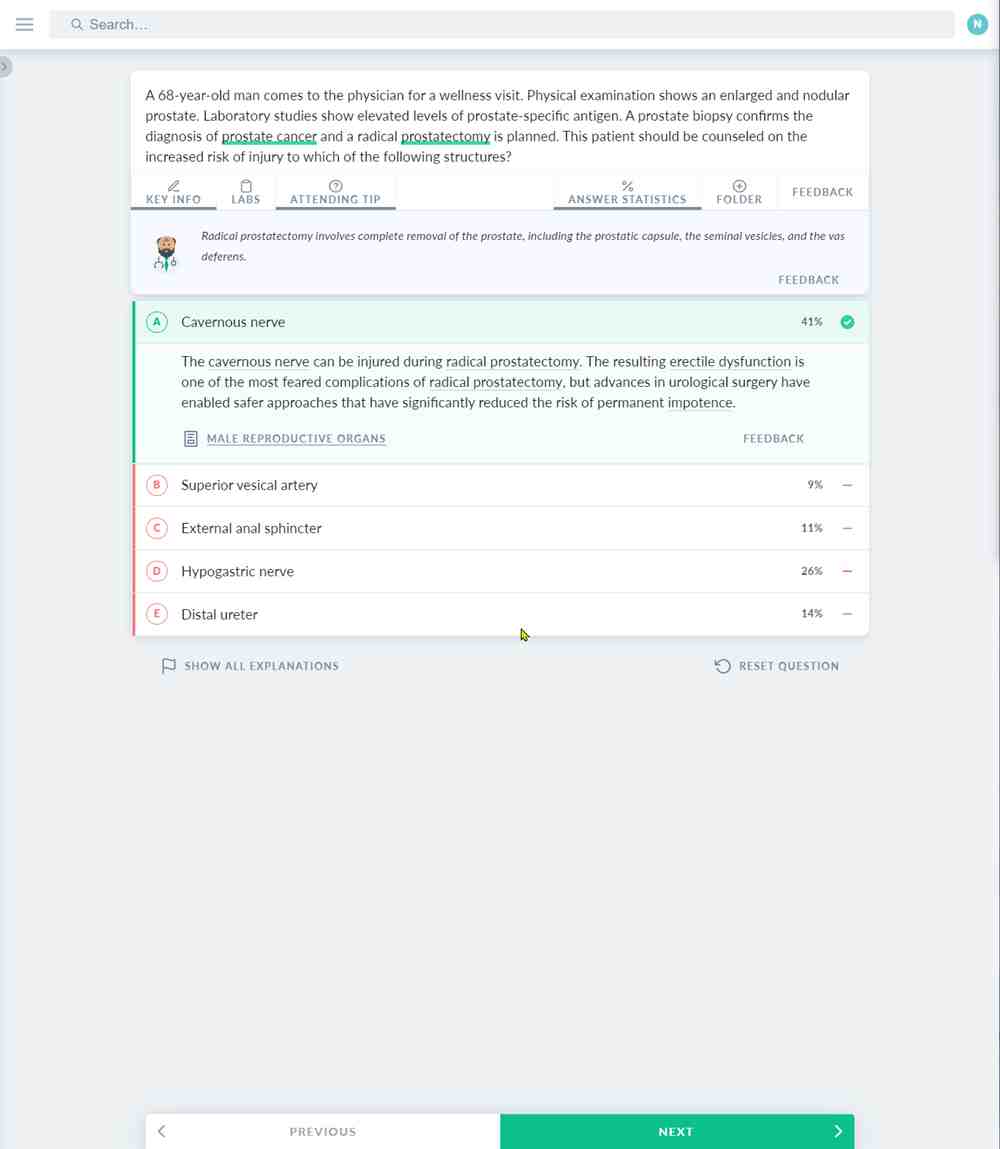 Search...
N
A 68-year-old man comes to the physician for a wellness visit. Physical examination shows an enlarged and nodular
prostate. Laboratory studies show elevated levels of prostate-specific antigen. A prostate biopsy confirms the
diagnosis of prostate cancer and a radical prostatectomy is planned. This patient should be counseled on the
increased risk of injury to which of the following structures?
KEY INFO LABS ATTENDING TIP ANSWER STATISTICS FOLDER FEEDBACK
Radical prostatectomy involves complete removal of the prostate, including the prostatic capsule, the seminal vesicles, and the vas
deferens.
FEEDBACK
A Cavernous nerve 41%
The cavernous nerve can be injured during radical prostatectomy. The resulting erectile dysfunction is
one of the most feared complications of radical prostatectomy, but advances in urological surgery have
enabled safer approaches that have significantly reduced the risk of permanent impotence.
MALE REPRODUCTIVE ORGANS FEEDBACK
B Superior vesical artery 9%
C External anal sphincter 11%
D Hypogastric nerve 26%
E Distal ureter 14%
SHOW ALL EXPLANATIONS RESET QUESTION
PREVIOUS NEXT